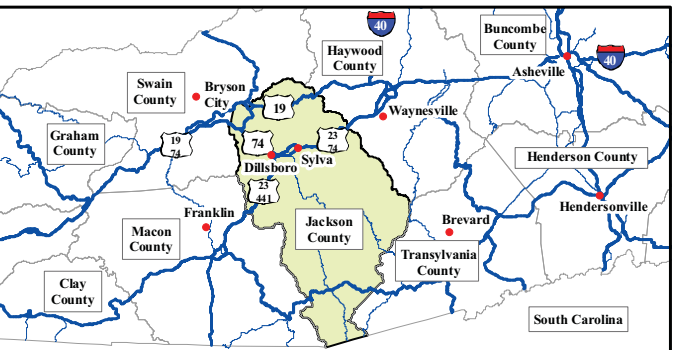 40
Buncombe
County
Haywood
County
40
Asheville
Swain
County
Bryson
City
19
Waynesville
Graham
County
19
74
74
23
74
Sylva
Dillsboro
Henderson County
23
441
Hendersonville
Franklin
Jackson
County
Brevard
Macon
County
Transylvania
County
Clay
County
South Carolina